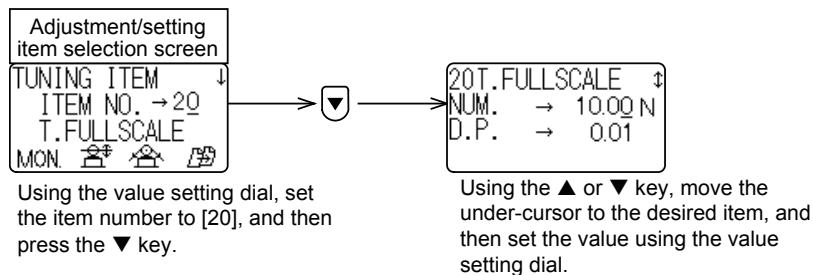 Adjustment/setting
item selection screen
TUNING ITEM ↓
ITEM NO. →20
T.FULLSCALE
MON.
Using the value setting dial, set
the item number to [20], and then
press the ▼ key.
▼
20T.FULLSCALE ↕
NUM. → 10.00 N
D.P. → 0.01
Using the ▲ or ▼ key, move the
under-cursor to the desired item, and
then set the value using the value
setting dial.